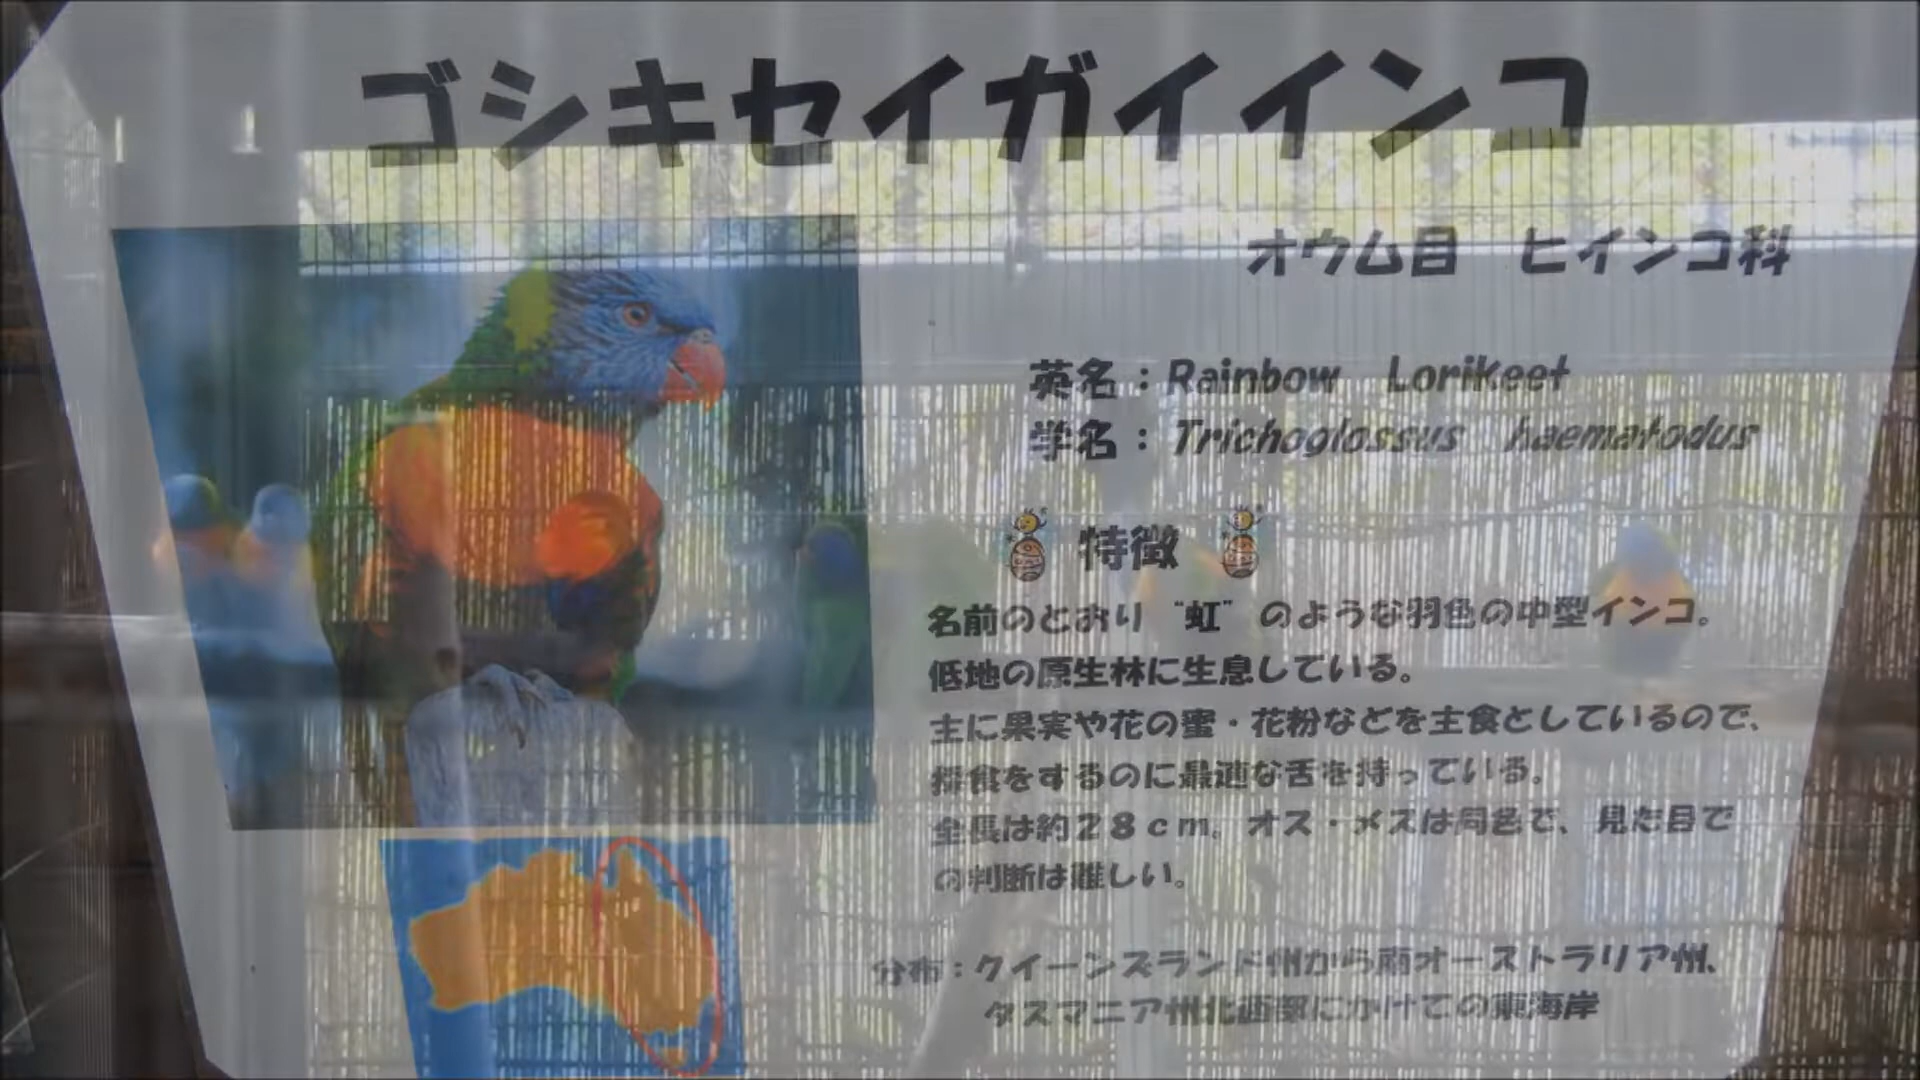 ゴシキセイガイインコ
オウム目　ヒインコ科
英名：Rainbow Lorikeet
学名：Trichoglossus haematodus
特徴
名前のとおり“虹”のような羽色の中型インコ。
低地の原生林に生息している。
主に果実や花の蜜・花粉などを主食としているので、
採食をするのに最適な舌を持っている。
全長は約２８ｃｍ。オス・メスは同色で、見た目で
の判断は難しい。
分布：クイーンズランド州から南オーストラリア州、
タスマニア州北西部にかけての東海岸